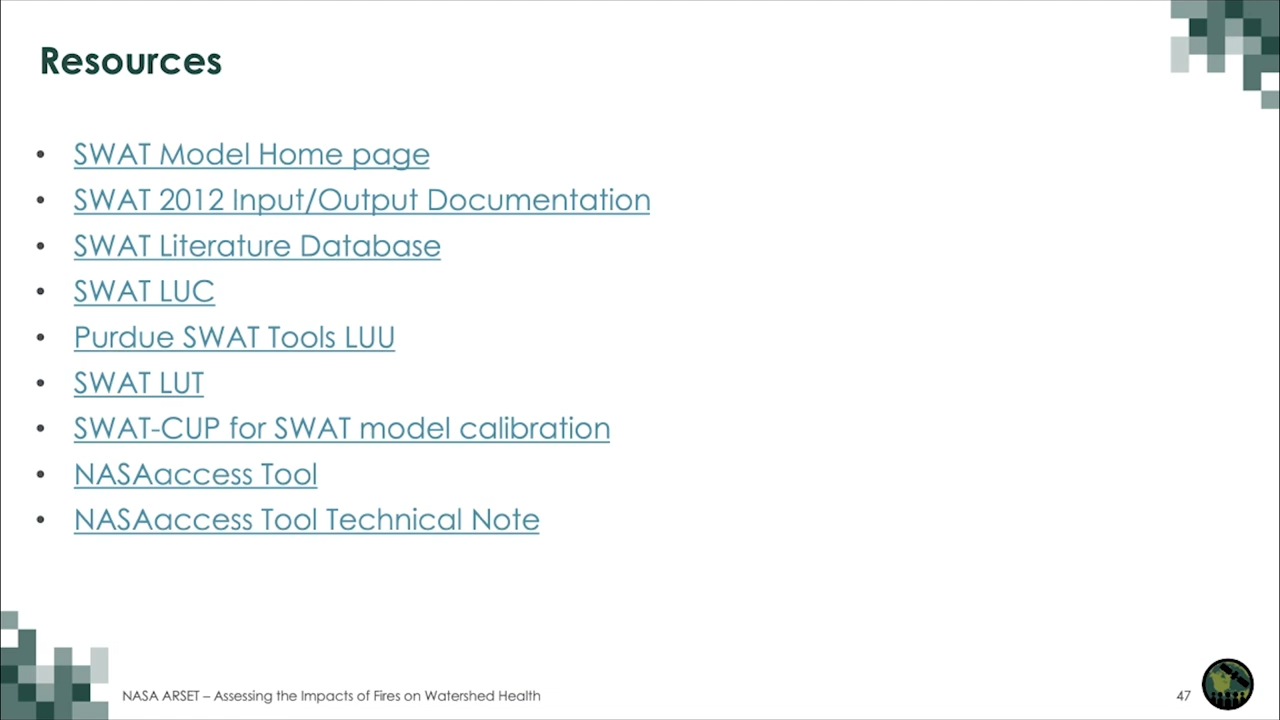 Resources
• SWAT Model Home page
• SWAT 2012 Input/Output Documentation
• SWAT Literature Database
• SWAT LUC
• Purdue SWAT Tools LUU
• SWAT LUT
• SWAT-CUP for SWAT model calibration
• NASAaccess Tool
• NASAaccess Tool Technical Note
NASA ARSET – Assessing the Impacts of Fires on Watershed Health
47